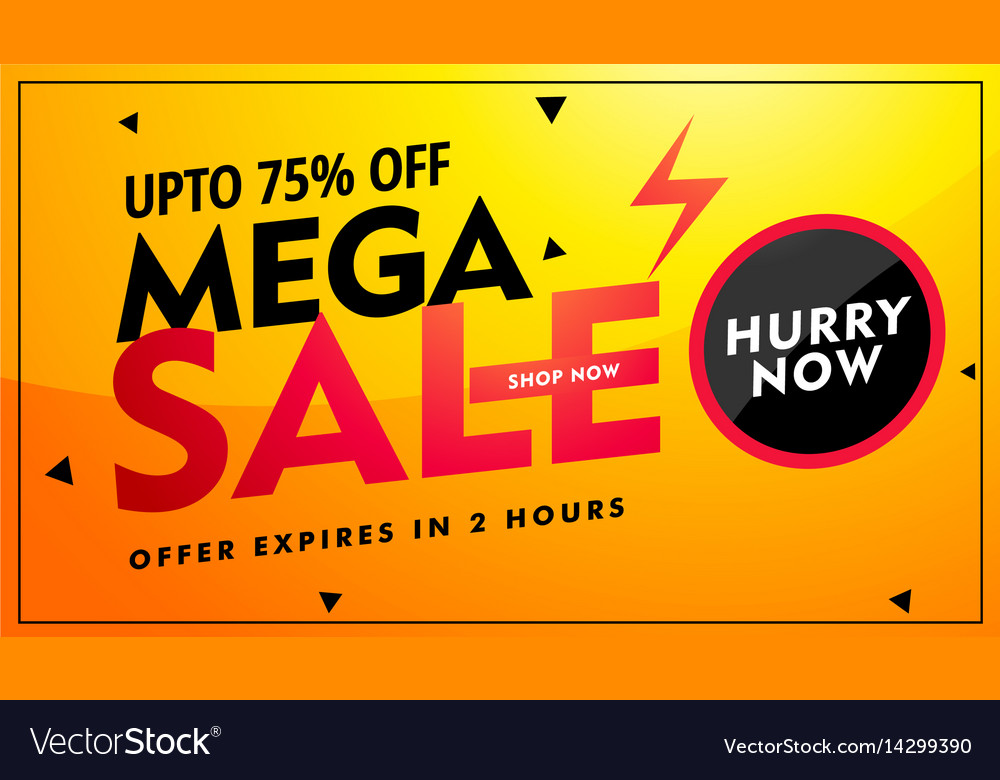 UPTO 75% OFF
MEGA
SALE
SHOP NOW
HURRY
NOW
OFFER EXPIRES IN 2 HOURS
VectorStock®
VectorStock.com/14299390